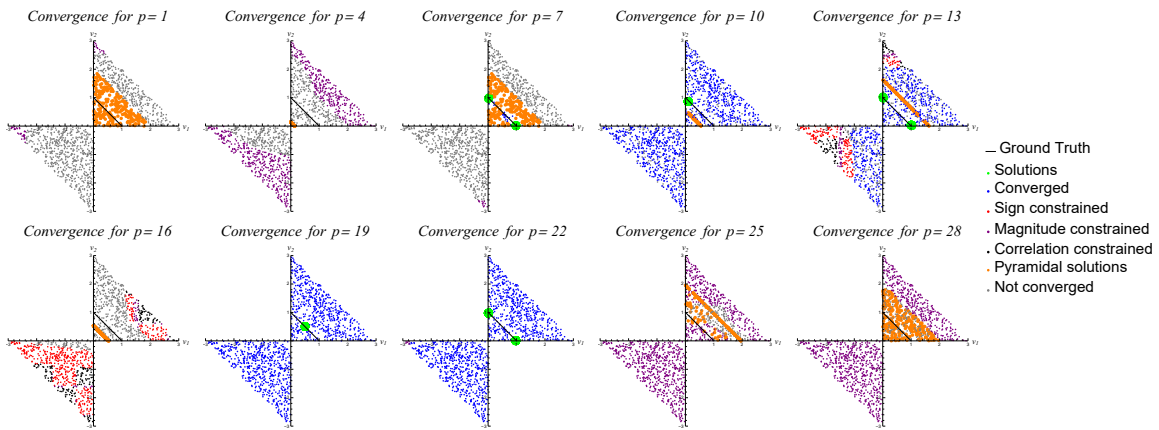 Convergence for p= 1
Convergence for p= 4
Convergence for p= 7
Convergence for p= 10
Convergence for p= 13
Ground Truth
Solutions
Converged
Sign constrained
Magnitude constrained
Correlation constrained
Pyramidal solutions
Not converged
Convergence for p= 16
Convergence for p= 19
Convergence for p= 22
Convergence for p= 25
Convergence for p= 28